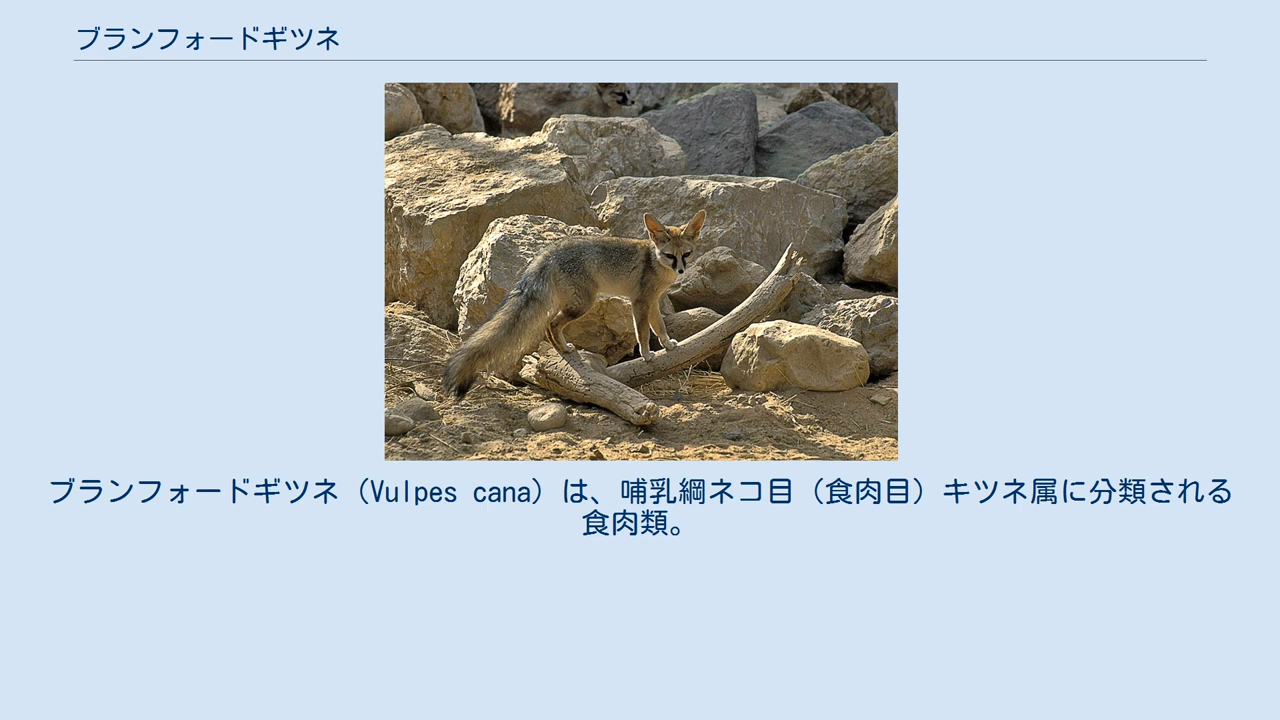 ブランフォードギツネ
ブランフォードギツネ（Vulpes cana）は、哺乳綱ネコ目（食肉目）キツネ属に分類される
食肉類。